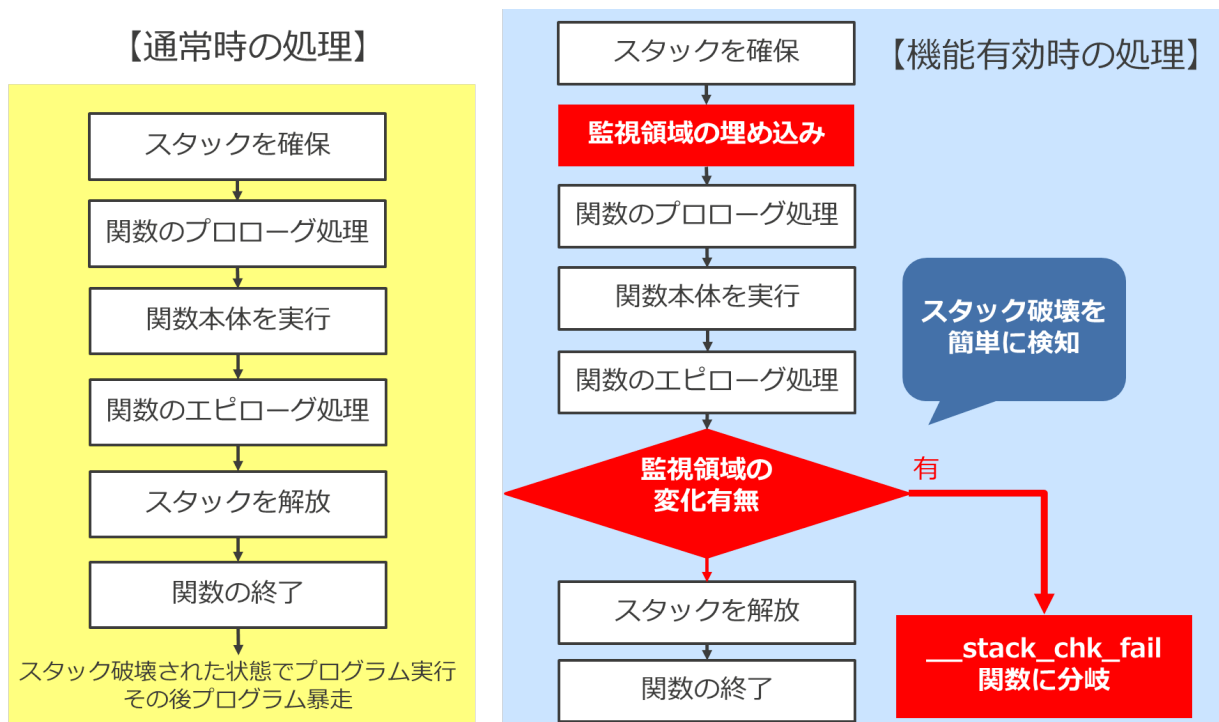 【通常時の処理】
スタックを確保
関数のプロローグ処理
関数本体を実行
関数のエピローグ処理
スタックを解放
関数の終了
スタック破壊された状態でプログラム実行
その後プログラム暴走
【機能有効時の処理】
スタックを確保
監視領域の埋め込み
関数のプロローグ処理
関数本体を実行
関数のエピローグ処理
スタック破壊を
簡単に検知
監視領域の
変化有無
有
スタックを解放
関数の終了
__stack_chk_fail
関数に分岐